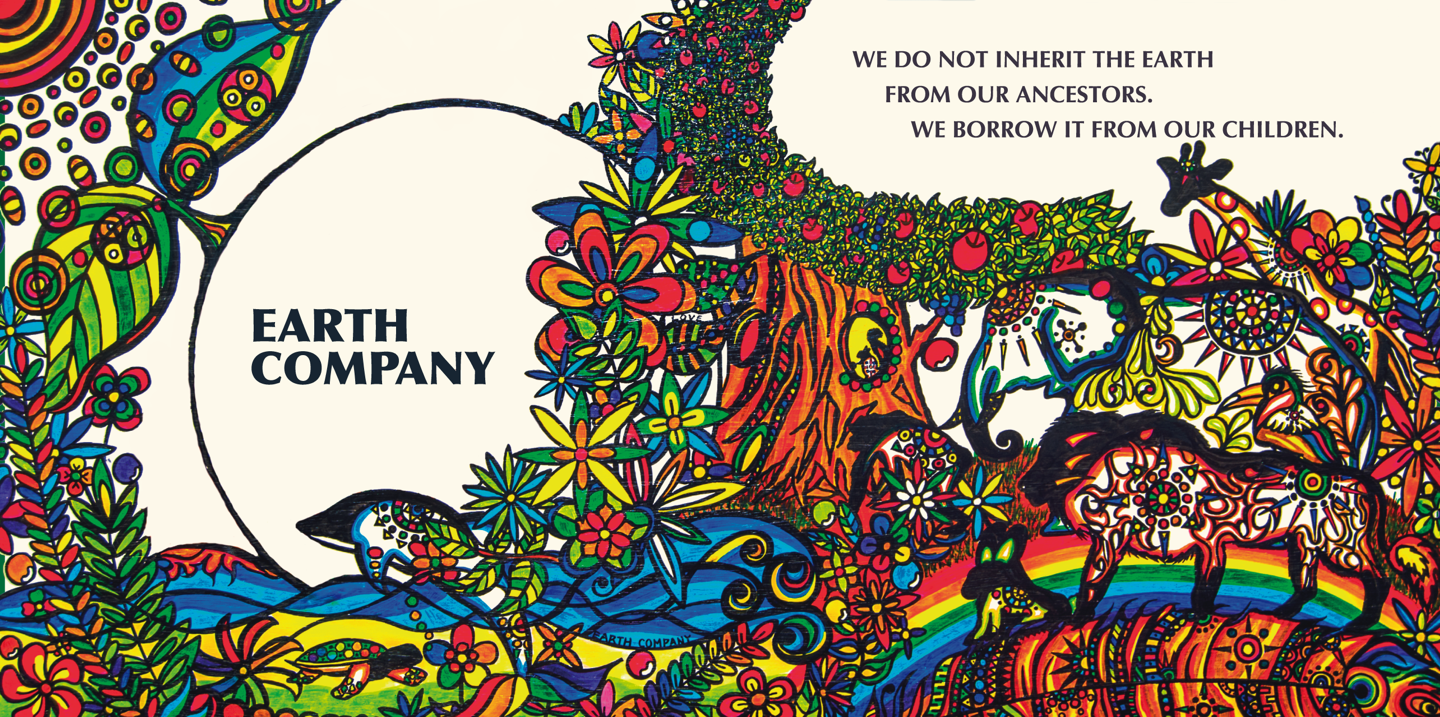 WE DO NOT INHERIT THE EARTH
FROM OUR ANCESTORS.
WE BORROW IT FROM OUR CHILDREN.
EARTH
COMPANY
LOVE
EARTH COMPANY